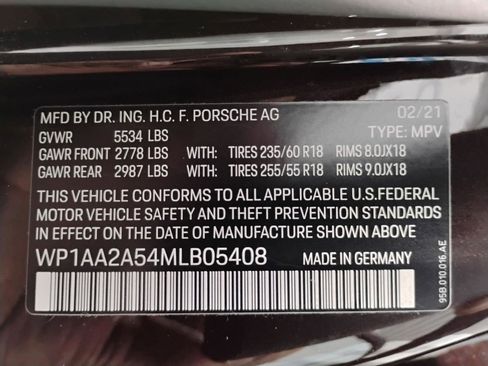 MFD BY DR. ING. H.C. F. PORSCHE AG 02/21
GVWR 5534 LBS TYPE: MPV
GAWR FRONT 2778 LBS WITH: TIRES 235/60 R18 RIMS 8.0JX18
GAWR REAR 2987 LBS WITH: TIRES 255/55 R18 RIMS 9.0JX18
THIS VEHICLE CONFORMS TO ALL APPLICABLE U.S.FEDERAL
MOTOR VEHICLE SAFETY AND THEFT PREVENTION STANDARDS
IN EFFECT ON THE DATE OF MANUFACTURE SHOWN ABOVE
WP1AA2A54MLB05408 MADE IN GERMANY
95B.010.016.AE